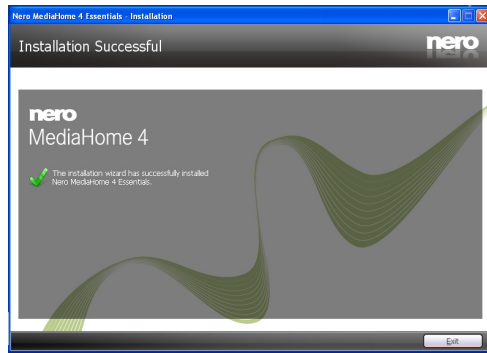 Nero MediaHome 4 Essentials - Installation
Installation Successful
nero
nero
MediaHome 4
The installation wizard has successfully installed
Nero MediaHome 4 Essentials.
Exit